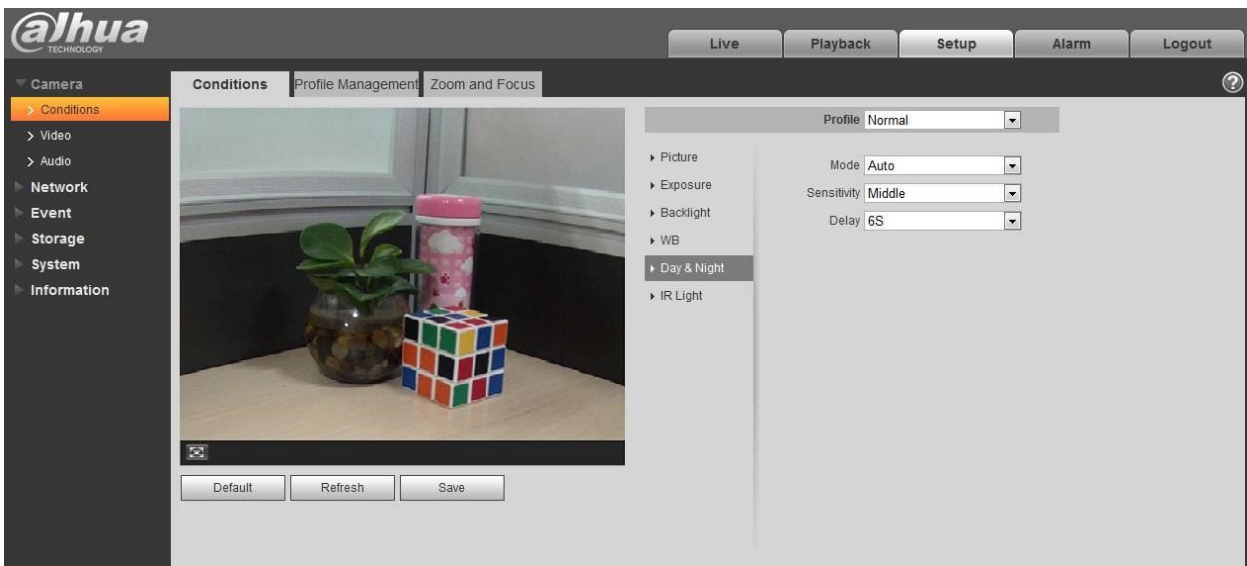 alhua
TECHNOLOGY
Live
Playback
Setup
Alarm
Logout
Camera
Conditions
Video
Audio
Network
Event
Storage
System
Information
Conditions
Profile Management
Zoom and Focus
?
Profile Normal
Picture
Exposure
Backlight
WB
Day & Night
IR Light
Mode Auto
Sensitivity Middle
Delay 6S
Default
Refresh
Save